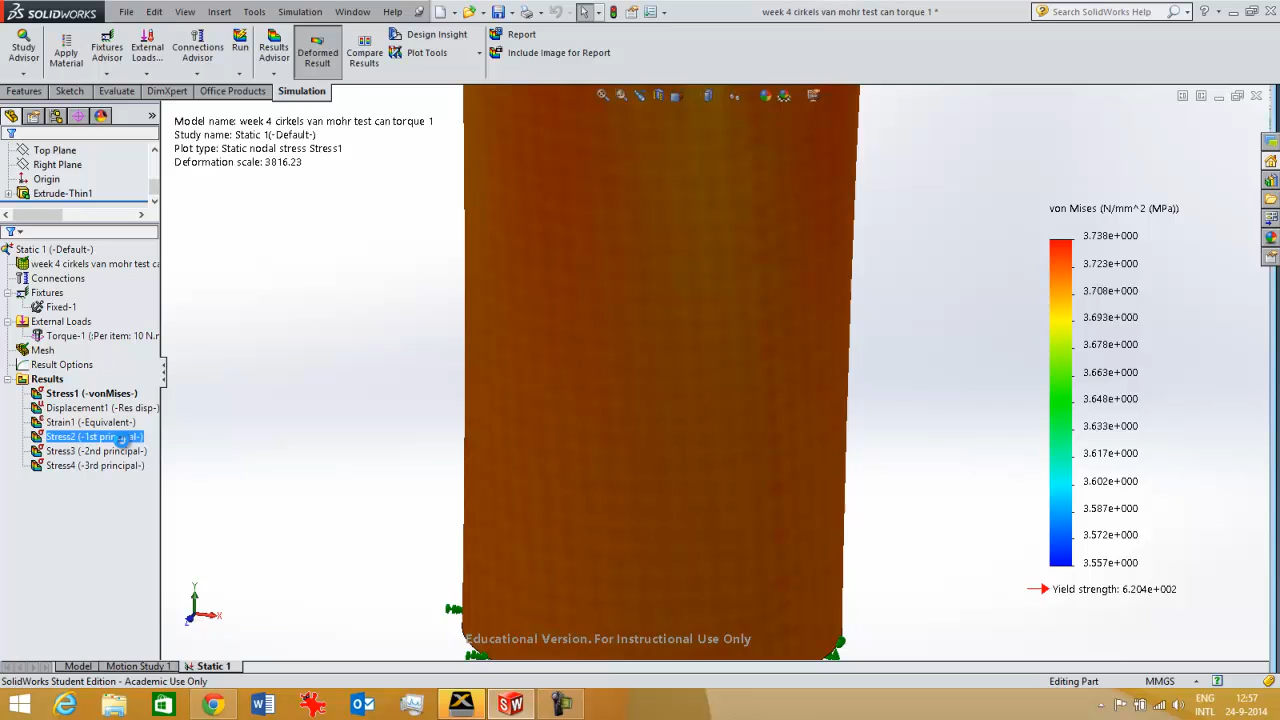 SOLIDWORKS File Edit View Insert Tools Simulation Window Help week 4 cirkels van mohr test can torque 1 * Search SolidWorks Help
Study Advisor
Apply Material
Fixtures Advisor
External Loads...
Connections Advisor
Run
Results Advisor
Deformed Result
Compare Results
Design Insight
Plot Tools
Report
Include Image for Report
Features Sketch Evaluate DimXpert Office Products Simulation
Top Plane
Right Plane
Origin
Extrude-Thin1
Static 1 (-Default-)
week 4 cirkels van mohr test ca
Connections
Fixtures
Fixed-1
External Loads
Torque-1 (:Per item: 10 N.m
Mesh
Result Options
Results
Stress1 (-vonMises-)
Displacement1 (-Res disp-)
Strain1 (-Equivalent-)
Stress2 (-1st principal-)
Stress3 (-2nd principal-)
Stress4 (-3rd principal-)
Model name: week 4 cirkels van mohr test can torque 1
Study name: Static 1(-Default-)
Plot type: Static nodal stress Stress1
Deformation scale: 3816.23
von Mises (N/mm^2 (MPa))
3.738e+000
3.723e+000
3.708e+000
3.693e+000
3.678e+000
3.663e+000
3.648e+000
3.633e+000
3.617e+000
3.602e+000
3.587e+000
3.572e+000
3.557e+000
Yield strength: 6.204e+002
Y
X
Z
Educational Version. For Instructional Use Only
Model Motion Study 1 Static 1
SolidWorks Student Edition - Academic Use Only Editing Part MMGS
ENG
INTL
12:57
24-9-2014